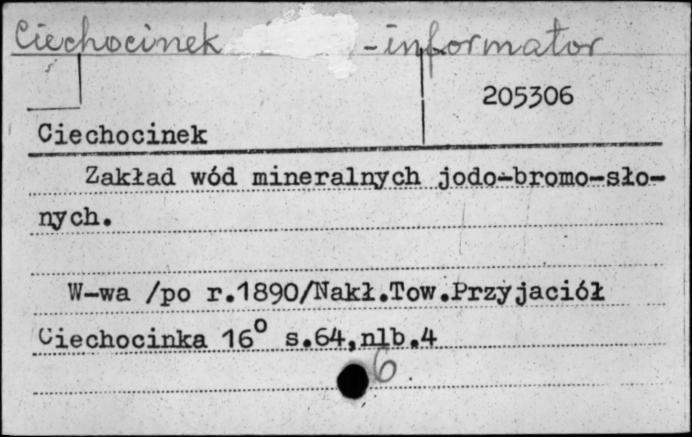 Ciechocinek - informator
205306
Ciechocinek
Zakład wód mineralnych jodo-bromo-sło-
nych.
W-wa /po r.1890/Nakł.Tow.Przyjaciół
Ciechocinka 16° s.64,nlb.4
6